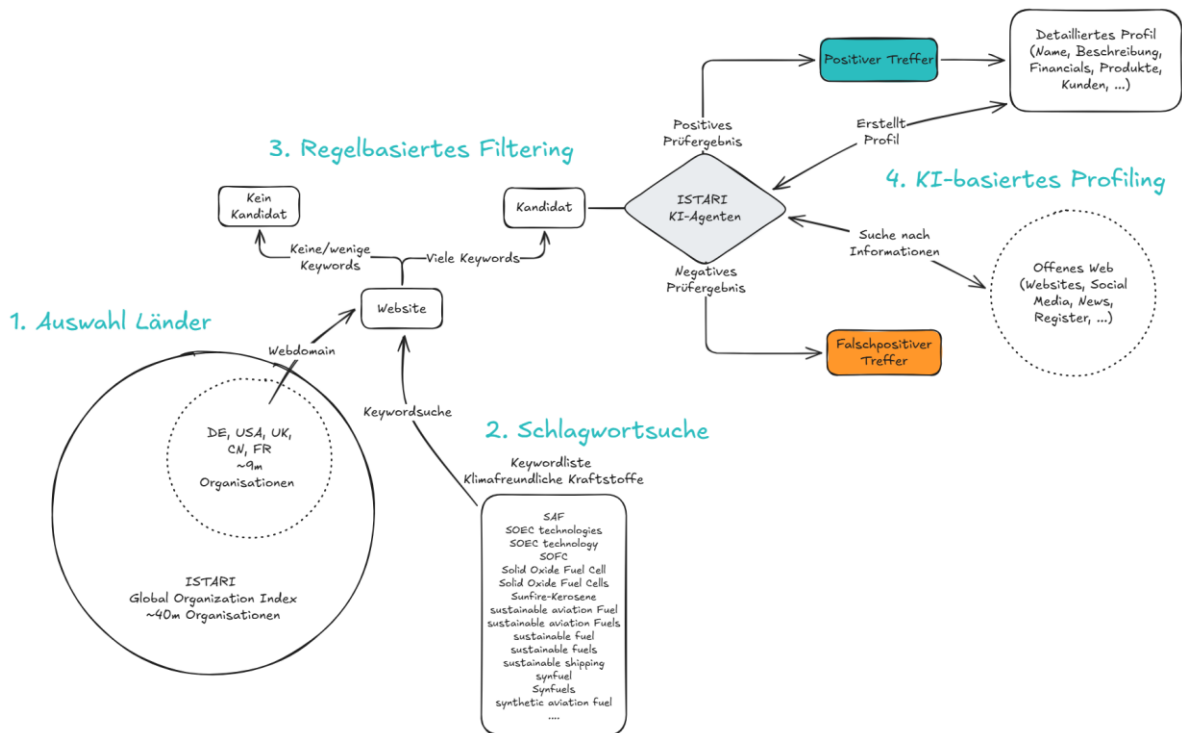 1. Auswahl Länder
DE, USA, UK,
CN, FR
~9m
Organisationen
ISTARI
Global Organization Index
~40m Organisationen
Webdomain
2. Schlagwortsuche
Keywordliste
Klimafreundliche Kraftstoffe
SAF
SOEC technologies
SOEC technology
SOFC
Solid Oxide Fuel Cell
Solid Oxide Fuel Cells
Sunfire-Kerosene
sustainable aviation Fuel
sustainable aviation Fuels
sustainable fuel
sustainable fuels
sustainable shipping
synfuel
Synfuels
synthetic aviation fuel
....
Keywordsuche
Website
3. Regelbasiertes Filtering
Keine/wenige
Keywords
Kein
Kandidat
Viele Keywords
Kandidat
ISTARI
KI-Agenten
Positives
Prüfergebnis
Positiver Treffer
Negatives
Prüfergebnis
Falschpositiver
Treffer
4. KI-basiertes Profiling
Erstellt
Profil
Detailliertes Profil
(Name, Beschreibung,
Financials, Produkte,
Kunden, ...)
Suche nach
Informationen
Offenes Web
(Websites, Social
Media, News,
Register, ...)